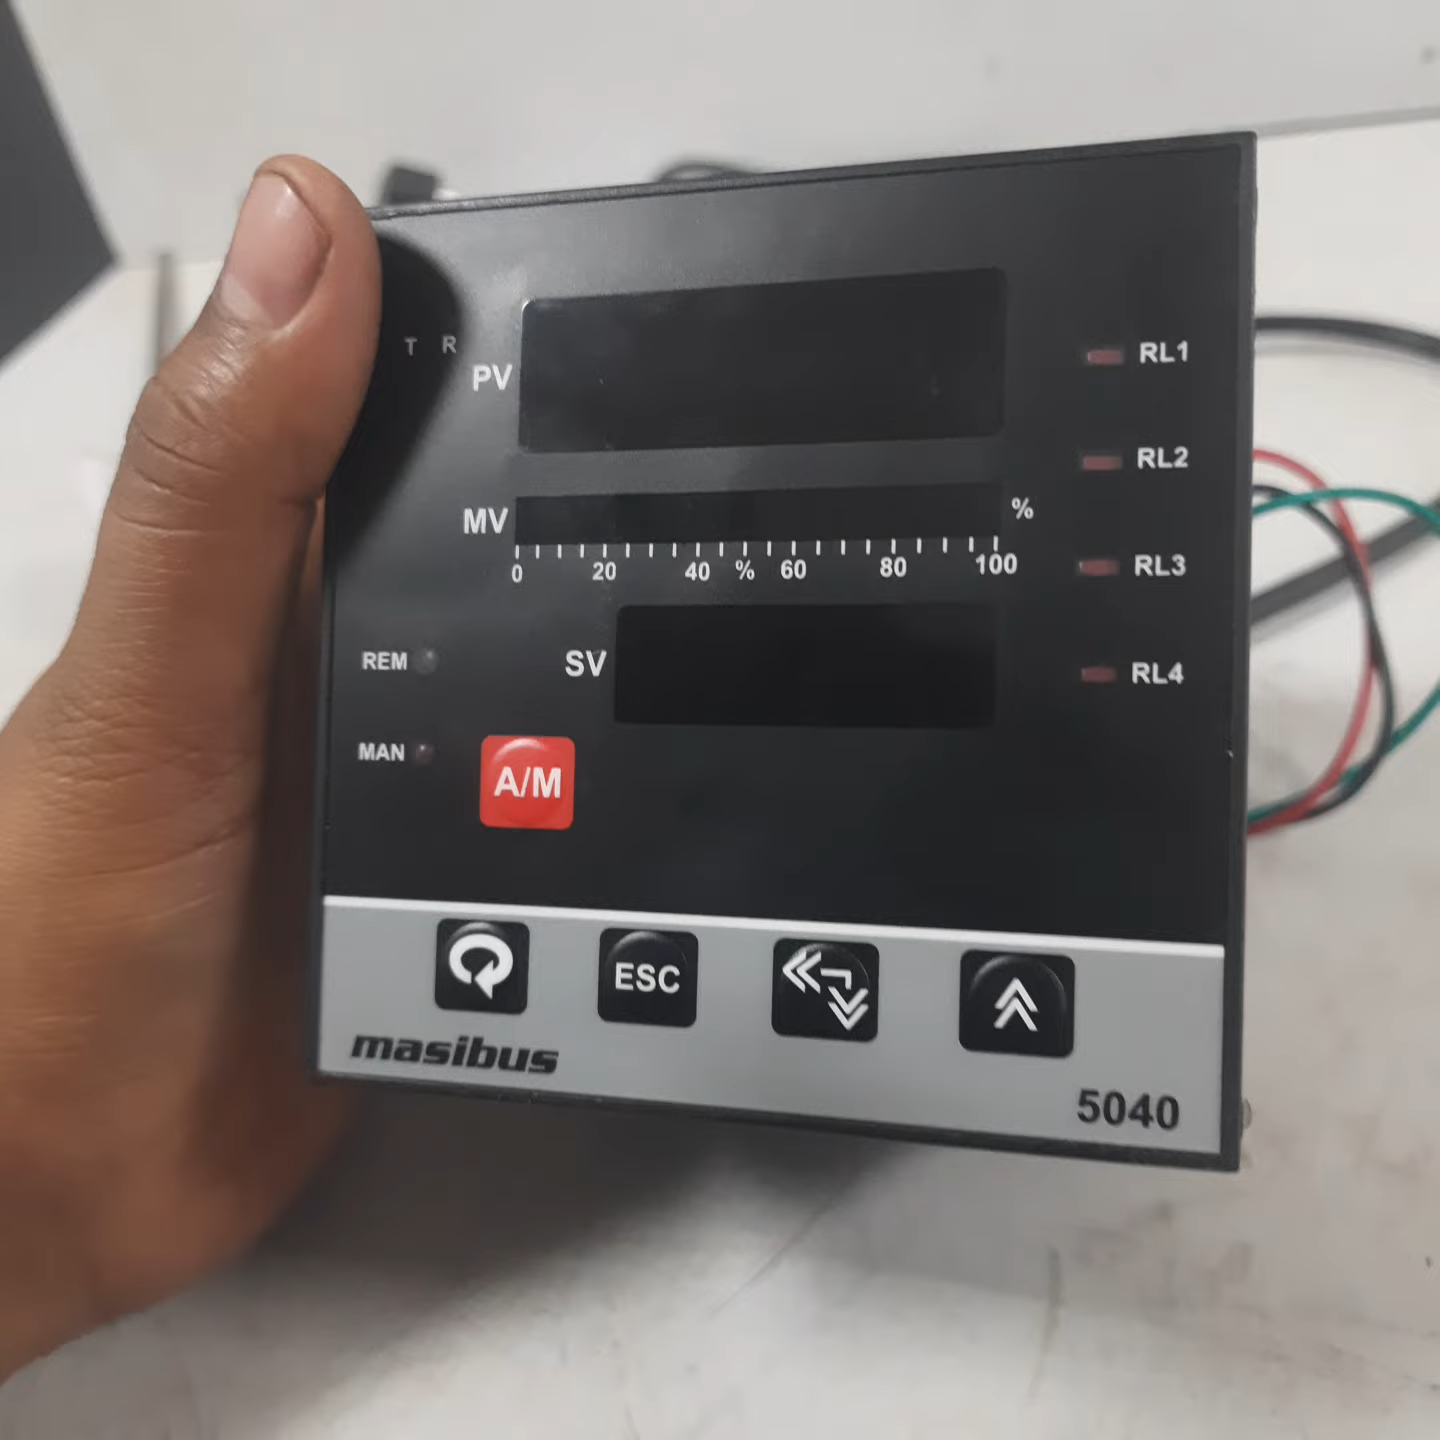 T R
PV
RL1
RL2
MV
%
0 20 40 % 60 80 100
RL3
REM
SV
RL4
MAN
A/M
ESC
masibus
5040